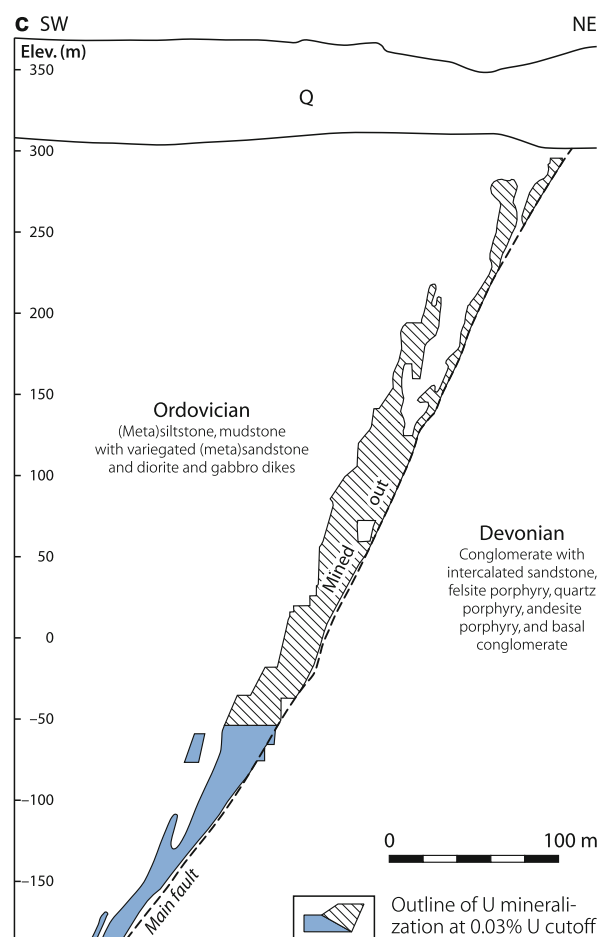 c SW
NE
Elev. (m)
350
Q
300
250
200
150
Ordovician
(Meta)siltstone, mudstone
with variegated (meta)sandstone
and diorite and gabbro dikes
100
out
Mined
50
Devonian
Conglomerate with
intercalated sandstone,
felsite porphyry, quartz
porphyry, andesite
porphyry, and basal
conglomerate
0
–50
–100
–150
Main fault
0 100 m
Outline of U minerali-
zation at 0.03% U cutoff